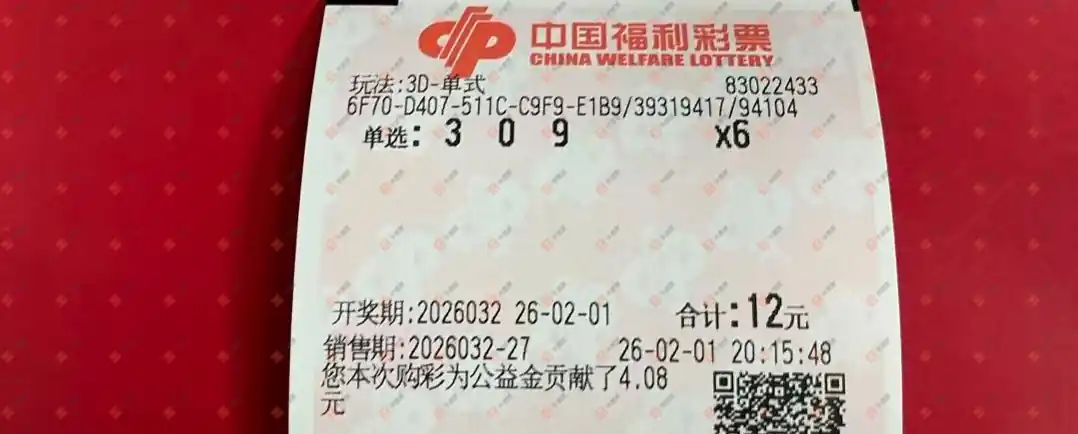 中国福利彩票
CHINA WELFARE LOTTERY
玩法:3D-单式 83022433
6F70-D407-511C-C9F9-E1B9/39319417/94104
单选: 3 0 9 x6
开奖期:2026032 26-02-01 合计:12元
销售期:2026032-27 26-02-01 20:15:48
您本次购彩为公益金贡献了4.08
元